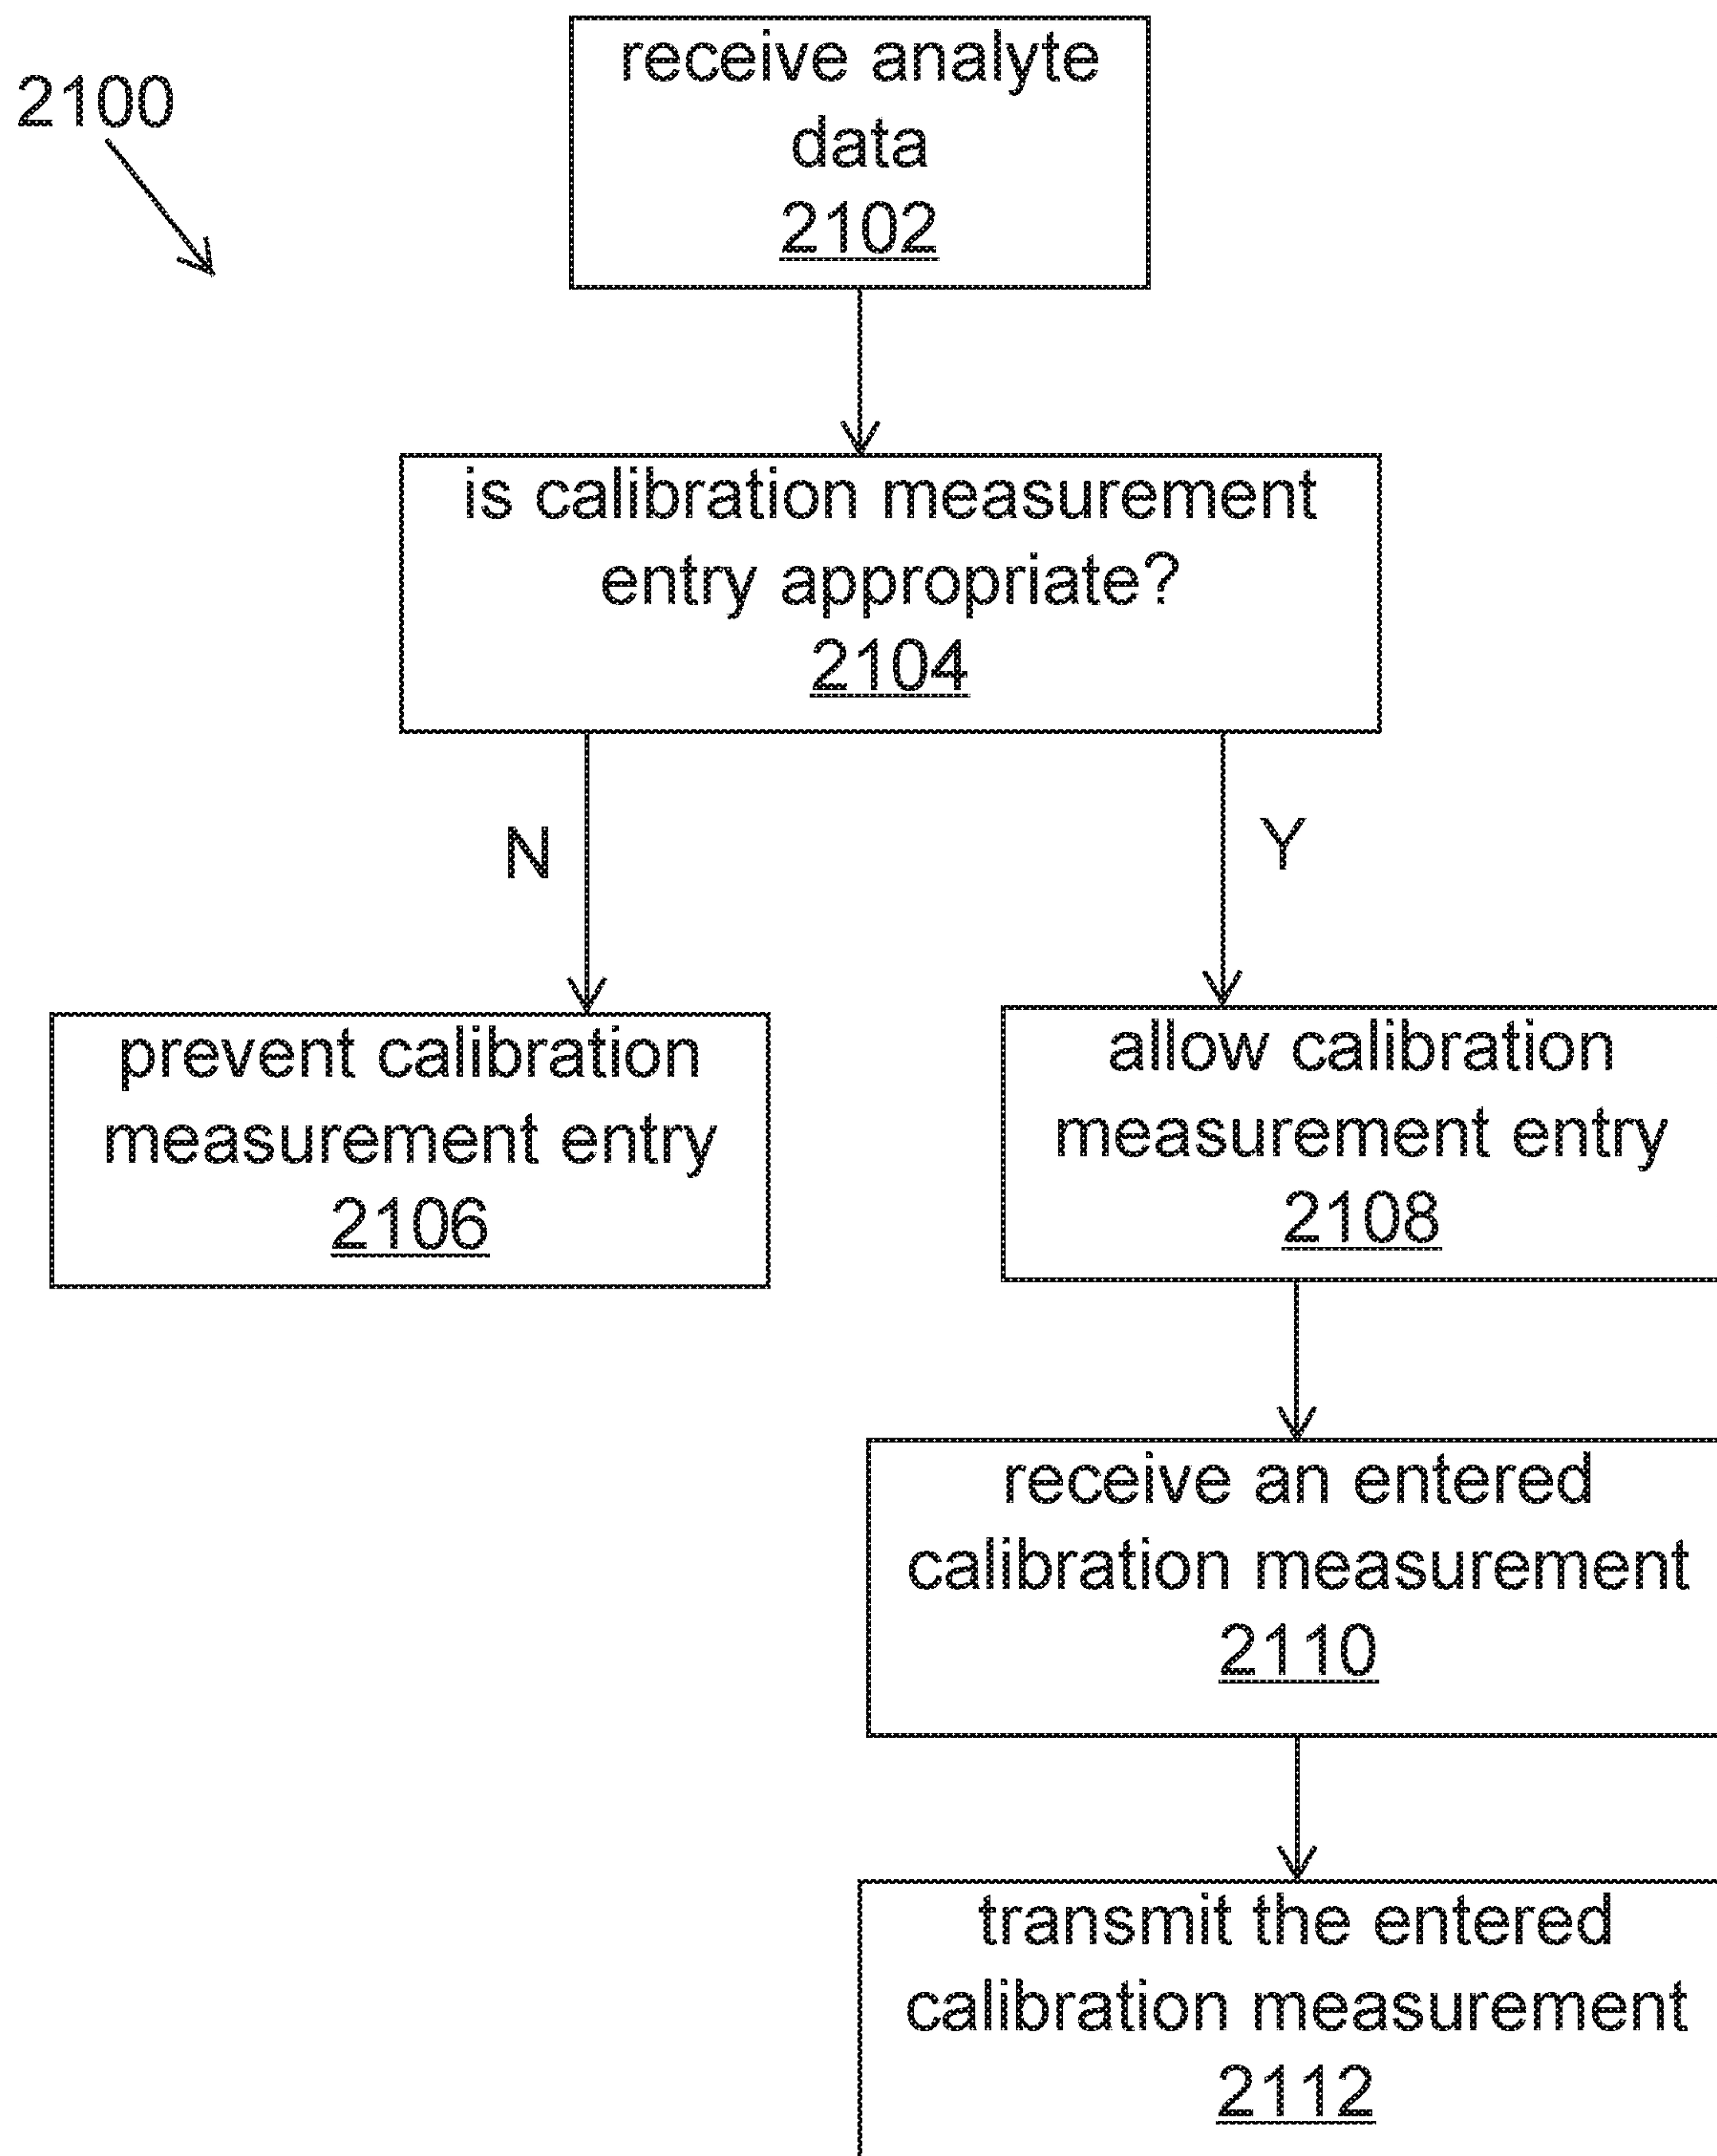 2100
receive analyte
data
2102
is calibration measurement
entry appropriate?
2104
N
Y
prevent calibration
measurement entry
2106
allow calibration
measurement entry
2108
receive an entered
calibration measurement
2110
transmit the entered
calibration measurement
2112